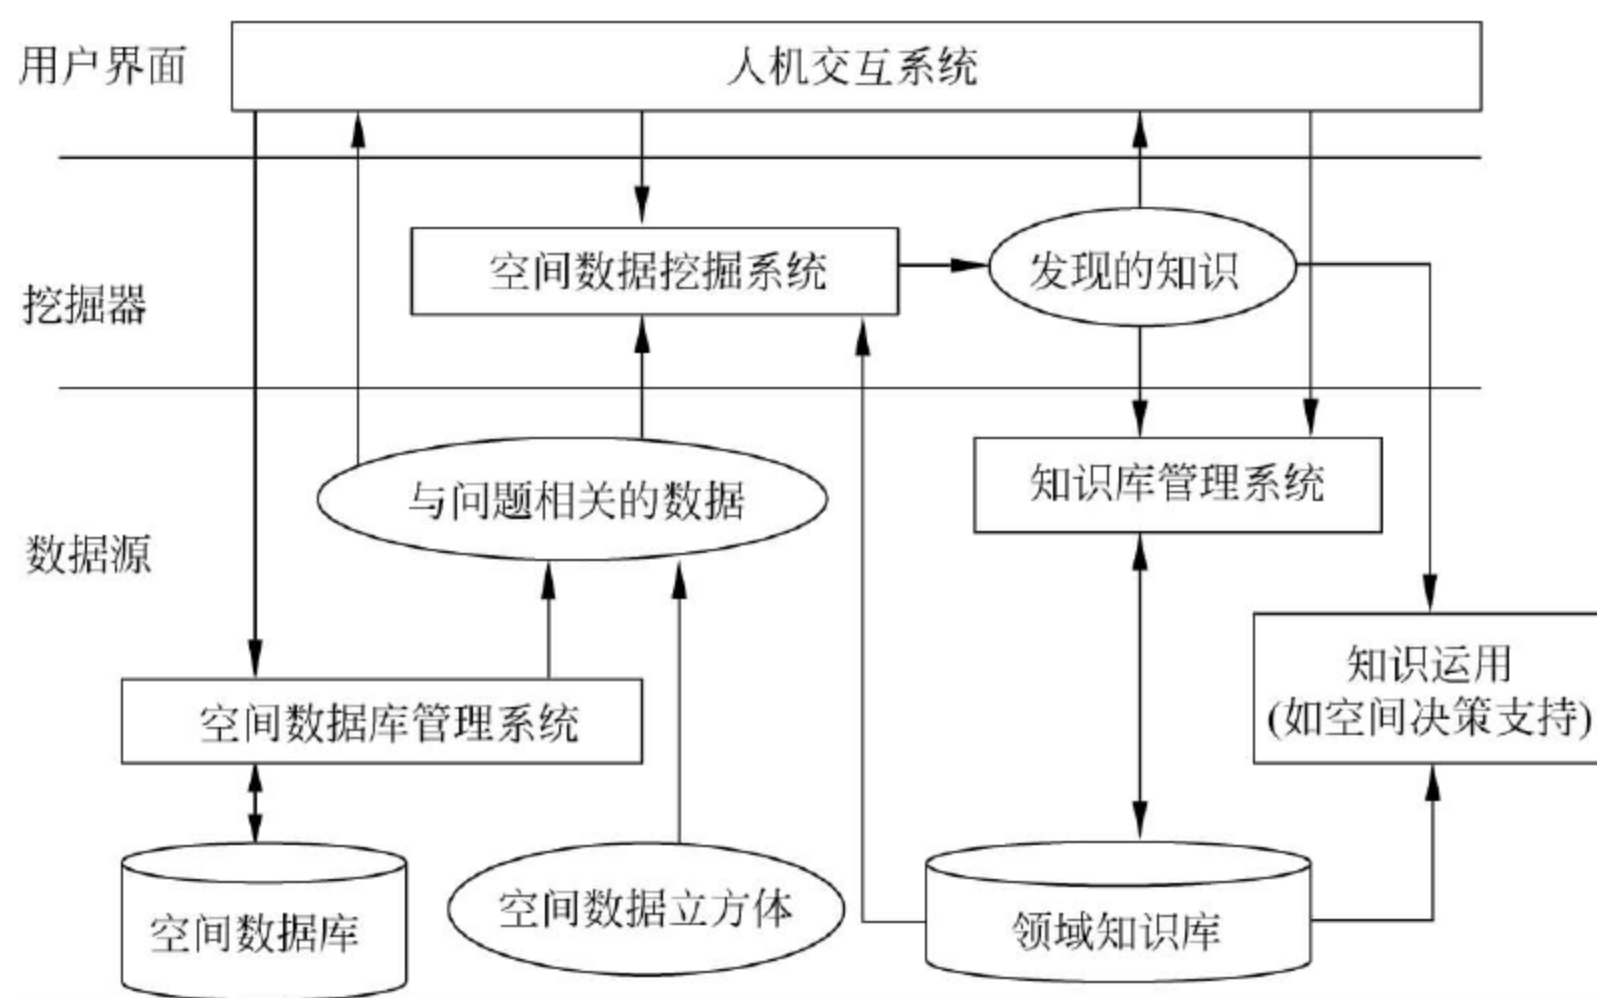 用户界面
人机交互系统
空间数据挖掘系统
发现的知识
挖掘器
与问题相关的数据
知识库管理系统
数据源
知识运用
(如空间决策支持)
空间数据库管理系统
空间数据库
空间数据立方体
领域知识库